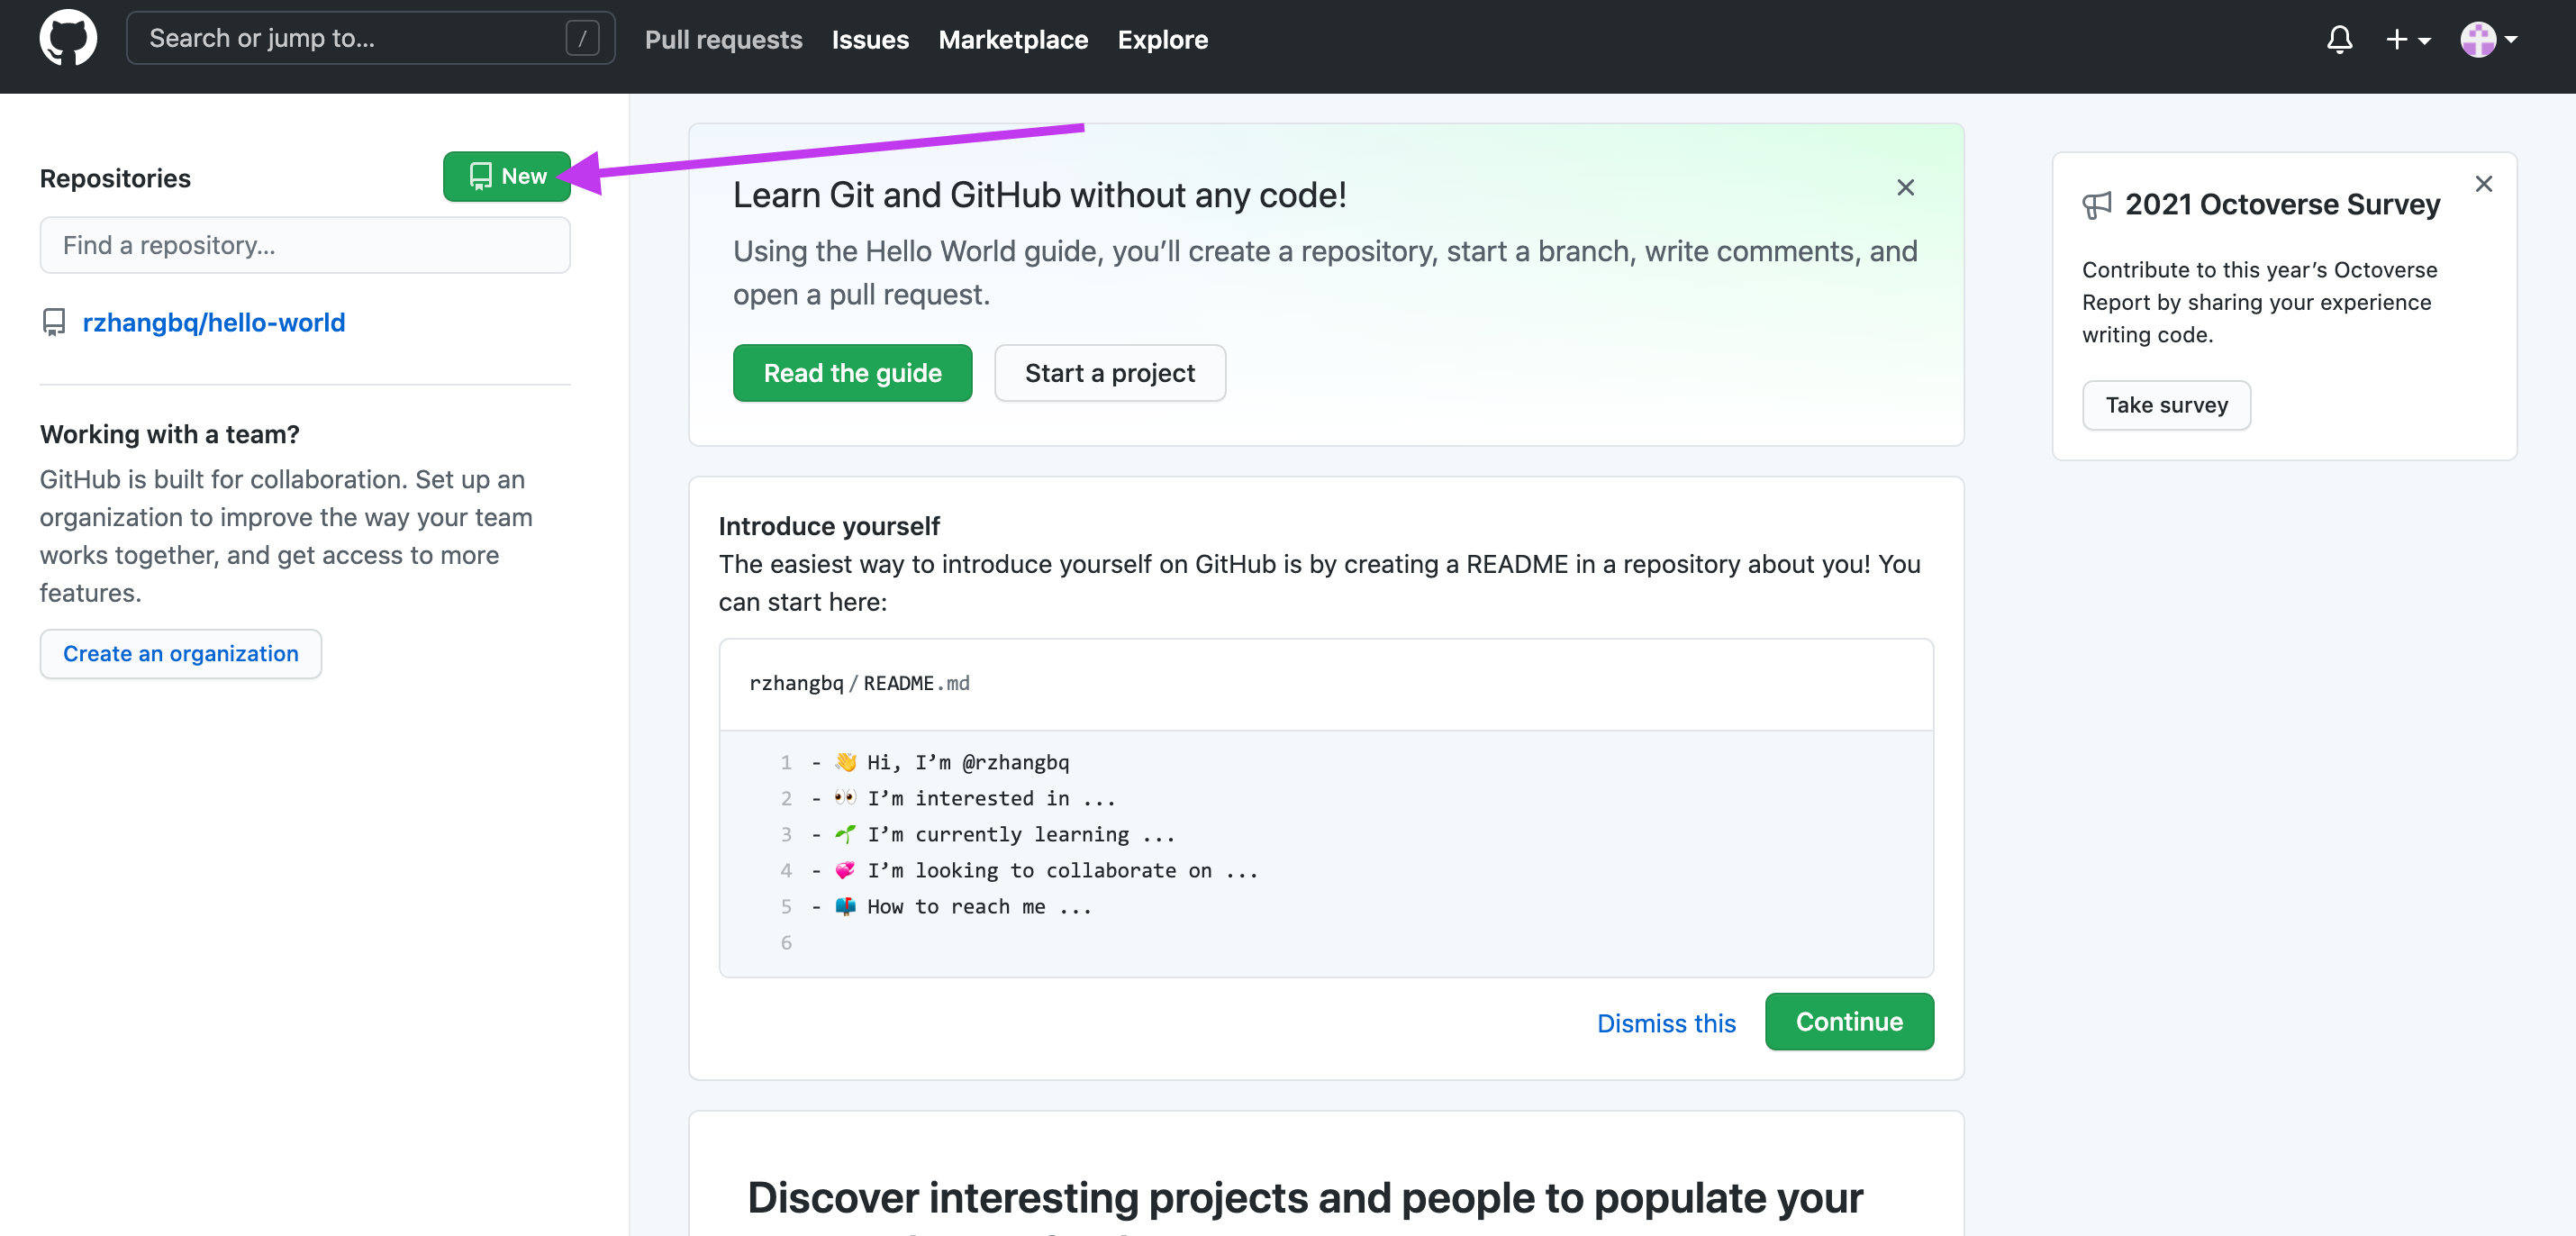 Search or jump to...
/
Pull requests
Issues
Marketplace
Explore
Repositories
New
Find a repository...
rzhangbq/hello-world
Working with a team?
GitHub is built for collaboration. Set up an
organization to improve the way your team
works together, and get access to more
features.
Create an organization
Learn Git and GitHub without any code!
Using the Hello World guide, you’ll create a repository, start a branch, write comments, and
open a pull request.
Read the guide
Start a project
Introduce yourself
The easiest way to introduce yourself on GitHub is by creating a README in a repository about you! You
can start here:
rzhangbq / README.md
1 - 👋 Hi, I’m @rzhangbq
2 - 👀 I’m interested in ...
3 - 🌱 I’m currently learning ...
4 - 💞️ I’m looking to collaborate on ...
5 - 📫 How to reach me ...
6
Dismiss this
Continue
Discover interesting projects and people to populate your
2021 Octoverse Survey
Contribute to this year’s Octoverse
Report by sharing your experience
writing code.
Take survey